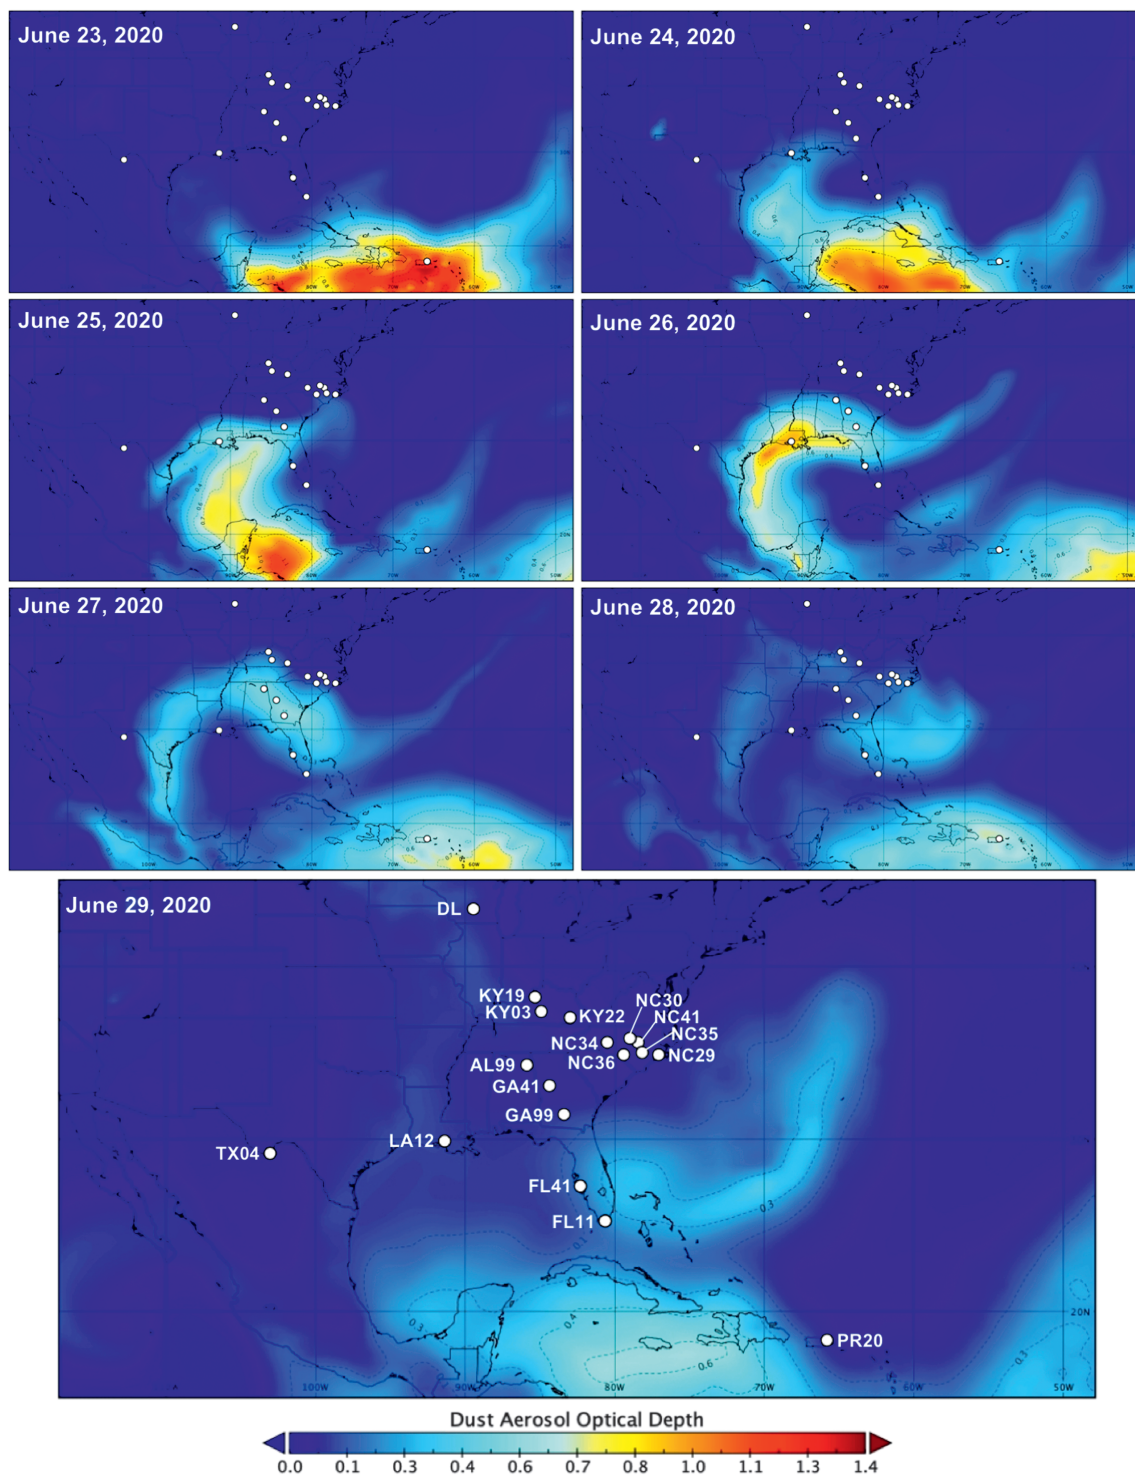 June 23, 2020
June 24, 2020
June 25, 2020
June 26, 2020
June 27, 2020
June 28, 2020
June 29, 2020
DL
KY19
KY03
KY22
NC30
NC41
NC35
NC34
NC36
NC29
AL99
GA41
GA99
LA12
TX04
FL41
FL11
0.1
0.3
0.3
0.4
0.6
0.3
20N
PR20
100W 90W 80W 70W 60W 50W
Dust Aerosol Optical Depth
0.0 0.1 0.3 0.4 0.6 0.7 0.8 1.0 1.1 1.3 1.4